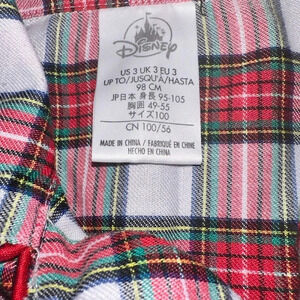 Disney
US 3 UK 3 EU 3
UP TO/JUSQU'À/HASTA
98 CM
JP日本 身長 95-105
胸囲 49-55
サイズ100
CN 100/56
MADE IN CHINA / FABRIQUÉ EN CHINE
HECHO EN CHINA